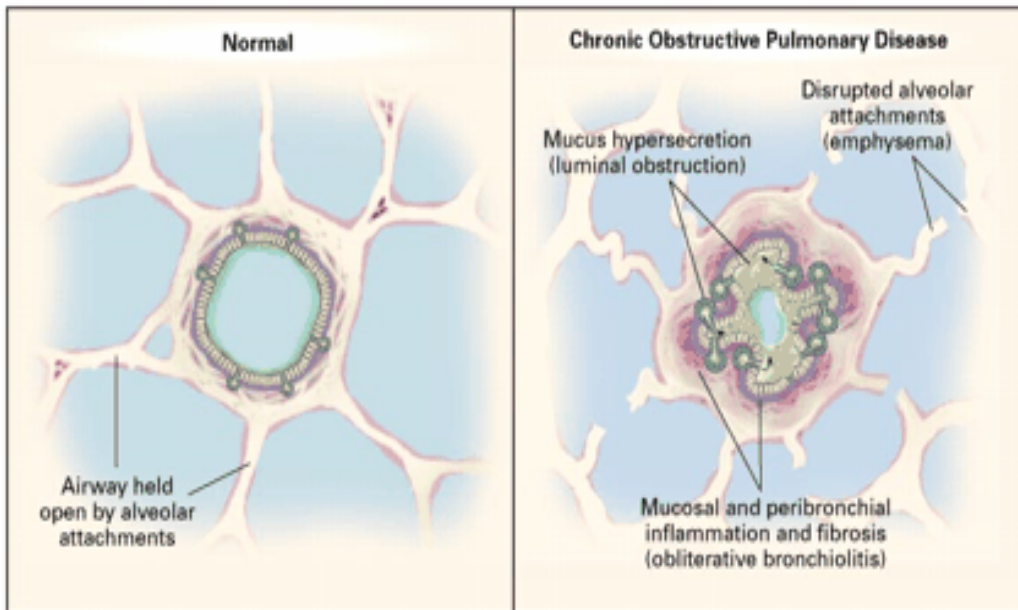 Normal
Airway held
open by alveolar
attachments
Chronic Obstructive Pulmonary Disease
Disrupted alveolar
attachments
(emphysema)
Mucus hypersecretion
(luminal obstruction)
Mucosal and peribronchial
inflammation and fibrosis
(obliterative bronchiolitis)